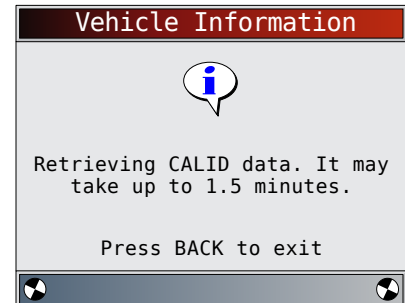 Vehicle Information
i
Retrieving CALID data. It may
take up to 1.5 minutes.
Press BACK to exit